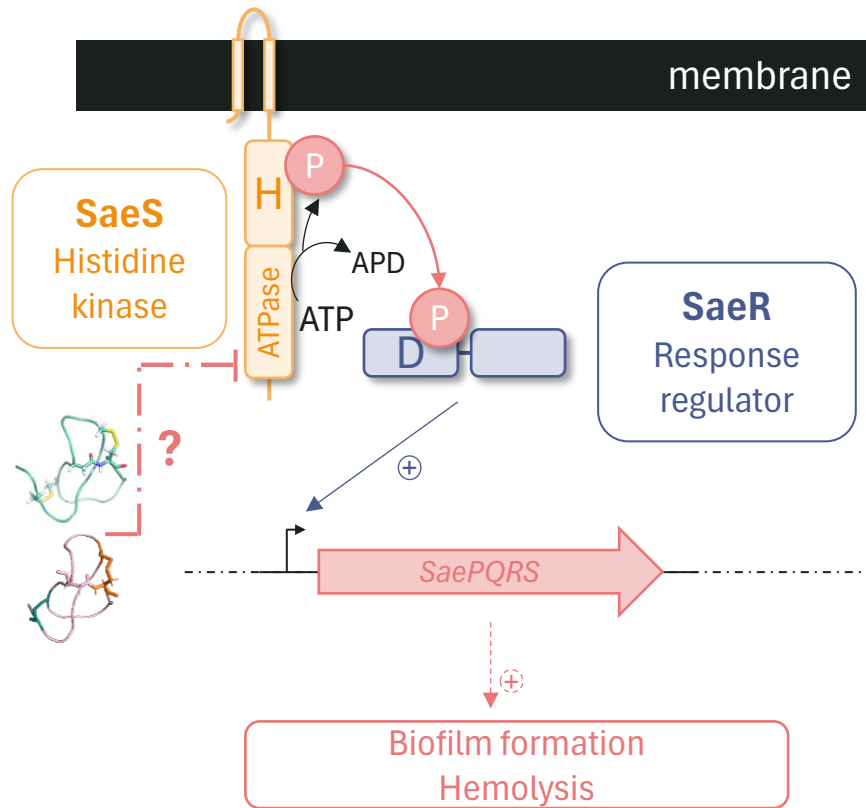 membrane
P
H
SaeS
Histidine
kinase
APD
ATPase
ATP
P
D
SaeR
Response
regulator
?
+
SaePQRS
+
Biofilm formation
Hemolysis